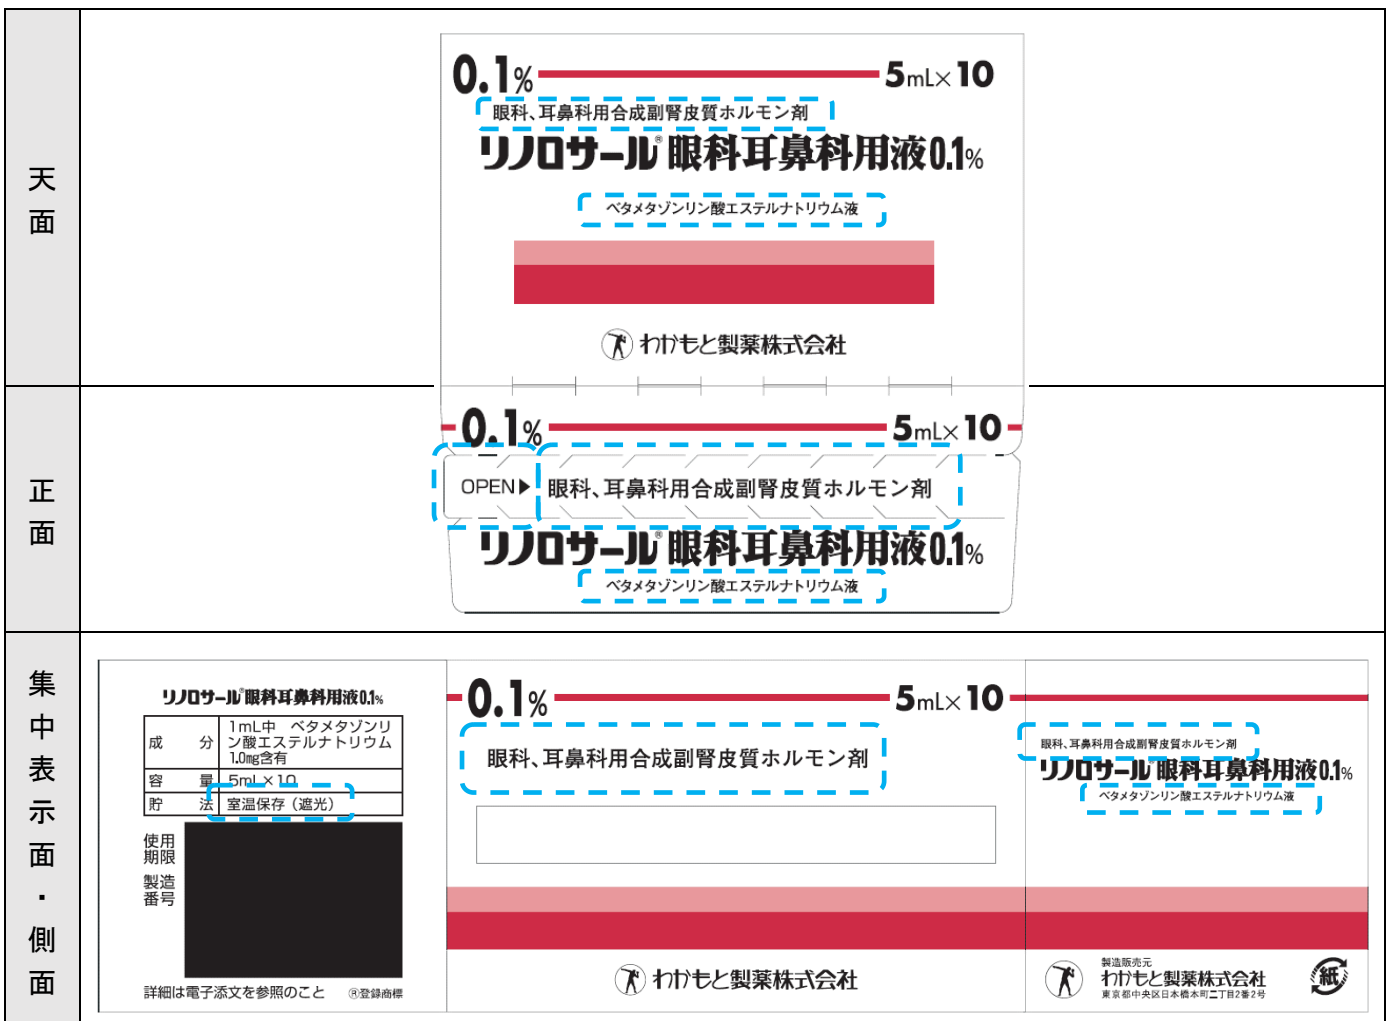 天面
0.1% 5mL×10
眼科、耳鼻科用合成副腎皮質ホルモン剤
リノロサール®眼科耳鼻科用液0.1%
ベタメタゾンリン酸エステルナトリウム液
わかもと製薬株式会社
正面
0.1% 5mL×10
OPEN▶ 眼科、耳鼻科用合成副腎皮質ホルモン剤
リノロサール®眼科耳鼻科用液0.1%
ベタメタゾンリン酸エステルナトリウム液
集中表示面・側面
リノロサール®眼科耳鼻科用液0.1%
成分 1mL中 ベタメタゾンリ
ン酸エステルナトリウム
1.0mg含有
容量 5mL×10
貯法 室温保存（遮光）
使用
期限
製造
番号
詳細は電子添文を参照のこと ®登録商標
0.1% 5mL×10
眼科、耳鼻科用合成副腎皮質ホルモン剤
わかもと製薬株式会社
眼科、耳鼻科用合成副腎皮質ホルモン剤
リノロサール®眼科耳鼻科用液0.1%
ベタメタゾンリン酸エステルナトリウム液
製造販売元
わかもと製薬株式会社
東京都中央区日本橋本町二丁目2番2号
紙